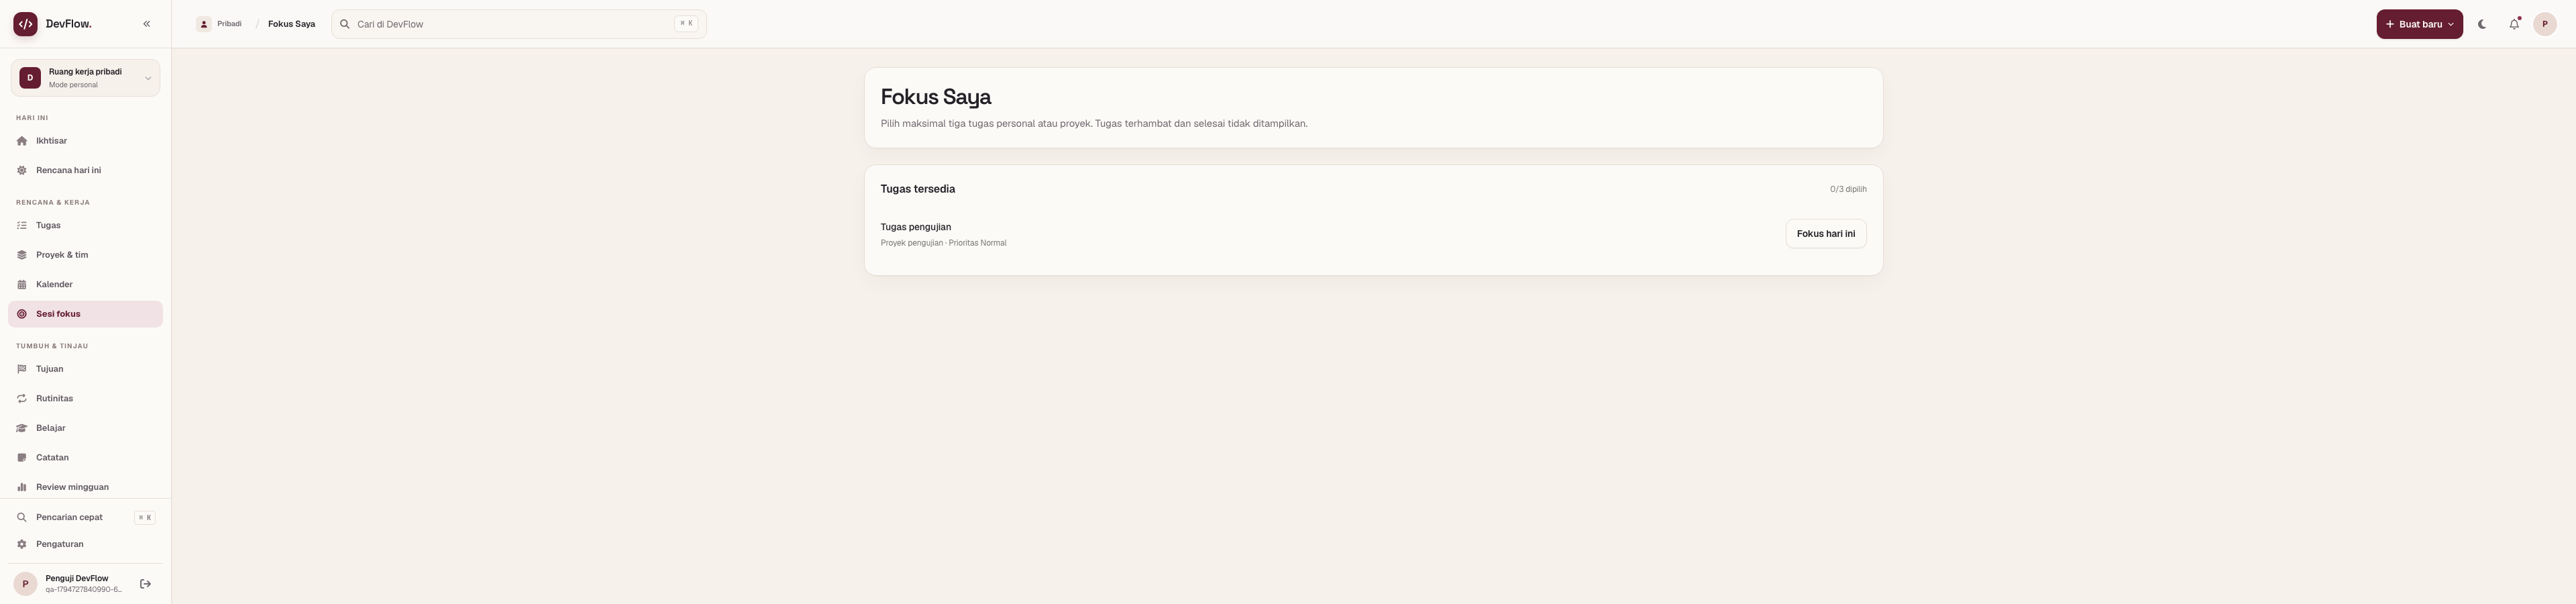 DevFlow.
Pribadi / Fokus Saya
Cari di DevFlow
⌘ K
Buat baru
P
D
Ruang kerja pribadi
Mode personal
HARI INI
Ikhtisar
Rencana hari ini
RENCANA & KERJA
Tugas
Proyek & tim
Kalender
Sesi fokus
TUMBUH & TINJAU
Tujuan
Rutinitas
Belajar
Catatan
Review mingguan
Pencarian cepat
⌘ K
Pengaturan
P
Penguji DevFlow
qa-1794727840990-6...
Fokus Saya
Pilih maksimal tiga tugas personal atau proyek. Tugas terhambat dan selesai tidak ditampilkan.
Tugas tersedia
0/3 dipilih
Tugas pengujian
Proyek pengujian · Prioritas Normal
Fokus hari ini